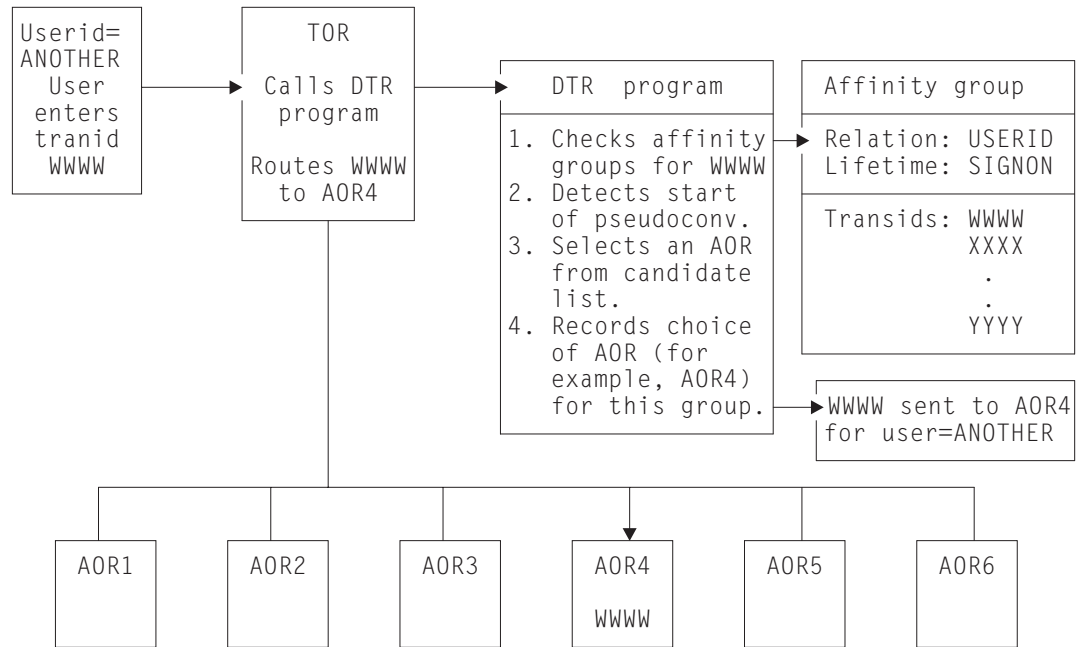 Userid=
ANOTHER
User
enters
tranid
WWWW
TOR
Calls DTR
program
Routes WWWW
to AOR4
DTR program
1. Checks affinity
groups for WWWW
2. Detects start
of pseudoconv.
3. Selects an AOR
from candidate
list.
4. Records choice
of AOR (for
example, AOR4)
for this group.
Affinity group
Relation: USERID
Lifetime: SIGNON
Transids: WWWW
XXXX
.
.
YYYY
WWWW sent to AOR4
for user=ANOTHER
AOR1
AOR2
AOR3
AOR4
WWWW
AOR5
AOR6